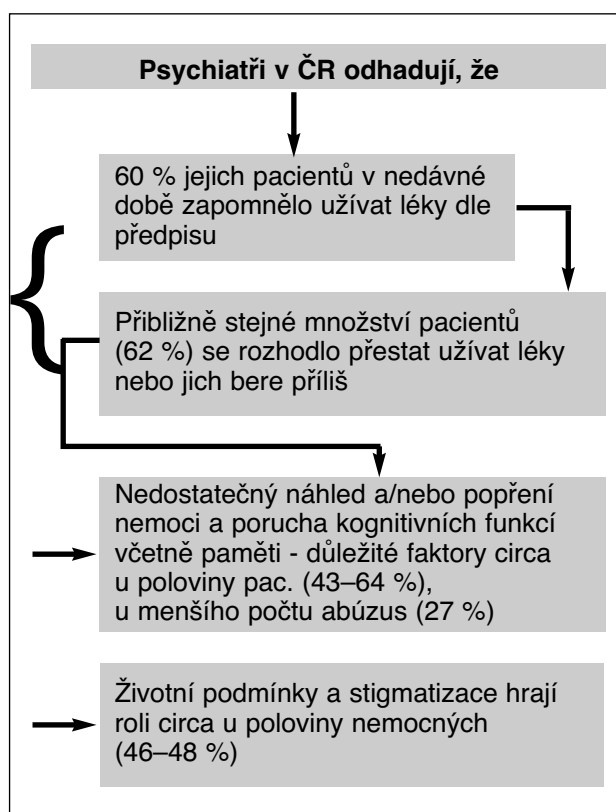 Psychiatři v ČR odhadují, že
60 % jejich pacientů v nedávné
době zapomnělo užívat léky dle
předpisu
Přibližně stejné množství pacientů
(62 %) se rozhodlo přestat užívat léky
nebo jich bere příliš
Nedostatečný náhled a/nebo popření
nemoci a porucha kognitivních funkcí
včetně paměti - důležité faktory circa
u poloviny pac. (43–64 %),
u menšího počtu abúzus (27 %)
Životní podmínky a stigmatizace hrají
roli circa u poloviny nemocných
(46–48 %)